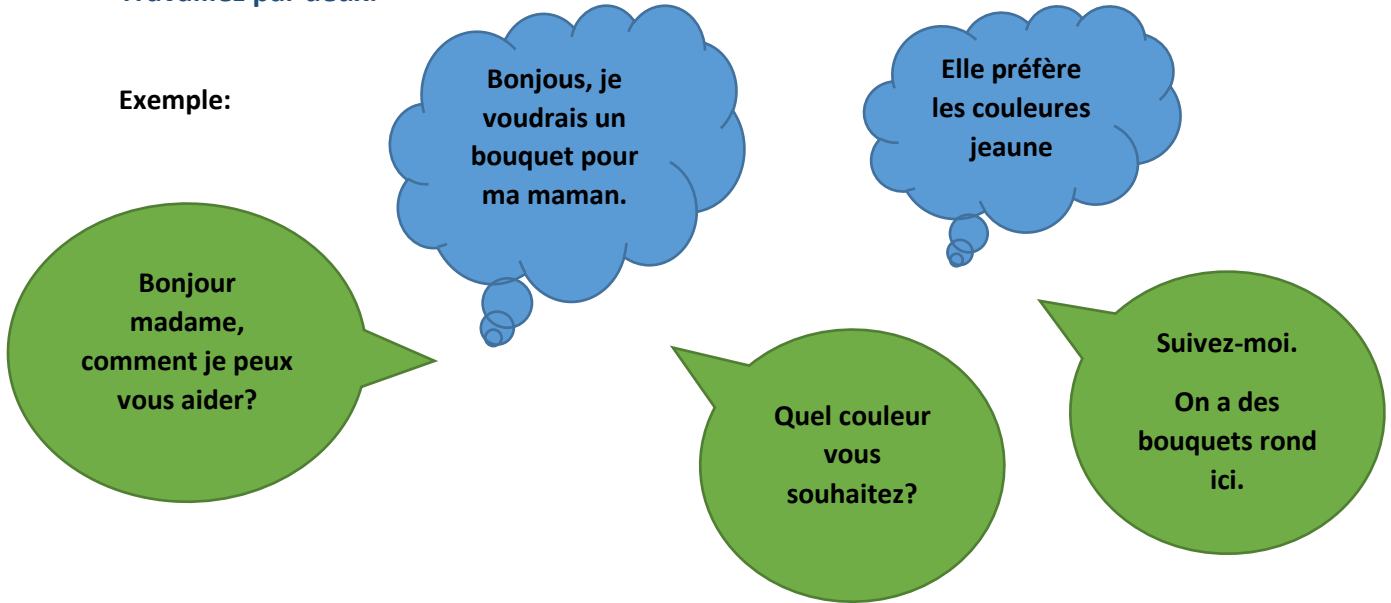 Exemple:
Bonjous, je
voudrais un
bouquet pour
ma maman.
Elle préfère
les couleures
jeaune
Bonjour
madame,
comment je peux
vous aider?
Quel couleur
vous
souhaitez?
Suivez-moi.
On a des
bouquets rond
ici.